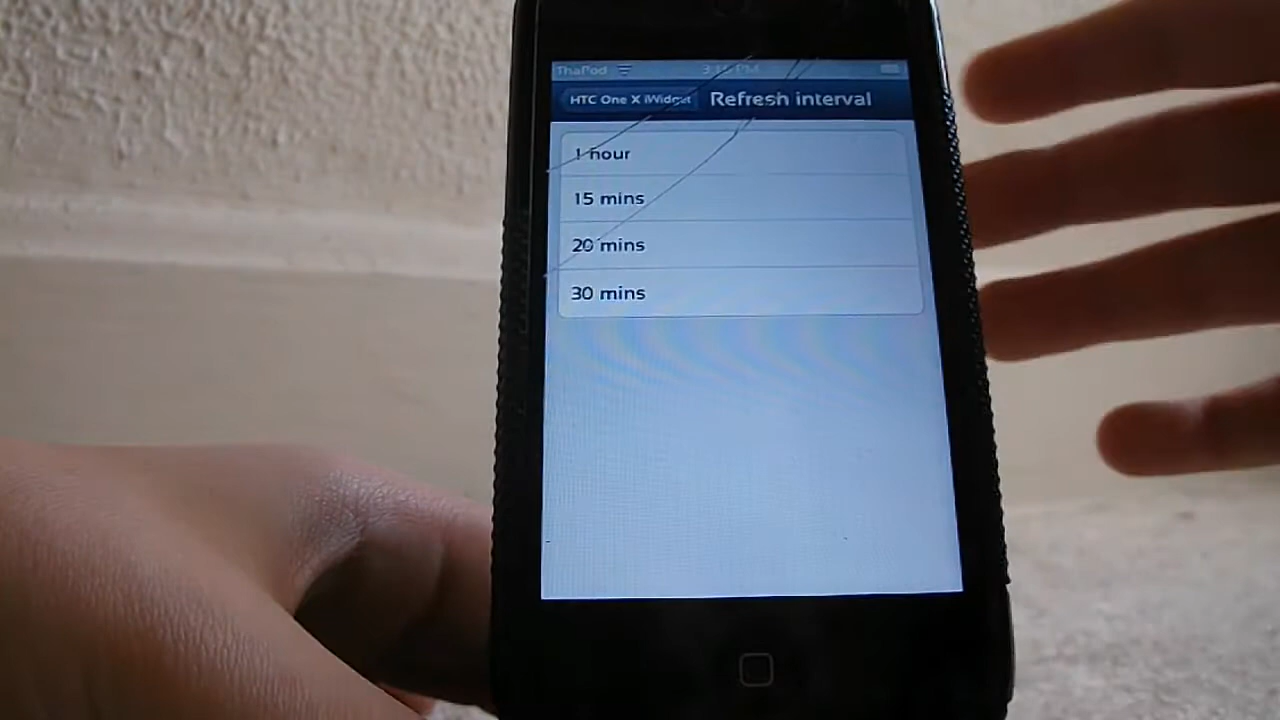 ThaPod
HTC One X iWidget Refresh interval
1 hour
15 mins
20 mins
30 mins